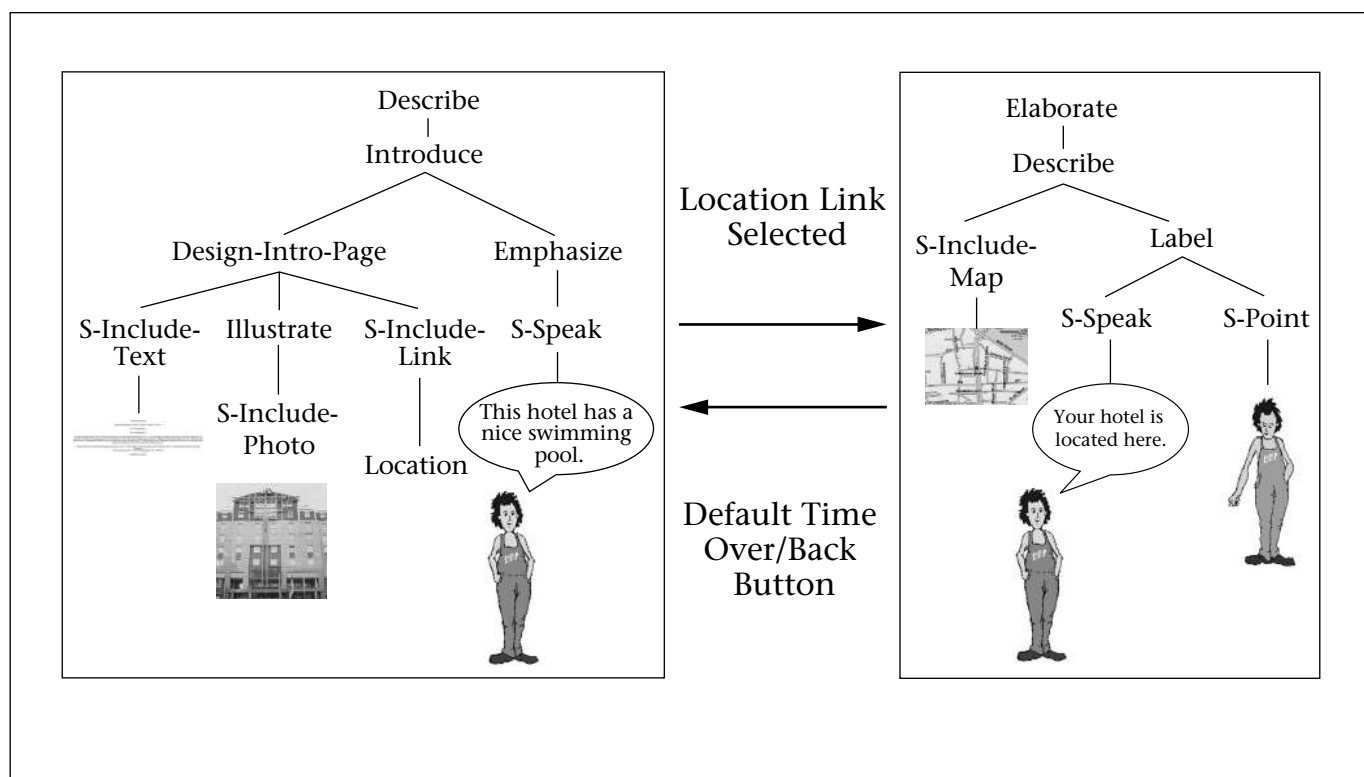 Describe
Introduce
Design-Intro-Page
Emphasize
S-Include-
Text
Illustrate
S-Include-
Link
S-Speak
S-Include-
Photo
Location
This hotel has a
nice swimming
pool.
Location Link
Selected
Default Time
Over/Back
Button
Elaborate
Describe
S-Include-
Map
Label
S-Speak
S-Point
Your hotel is
located here.